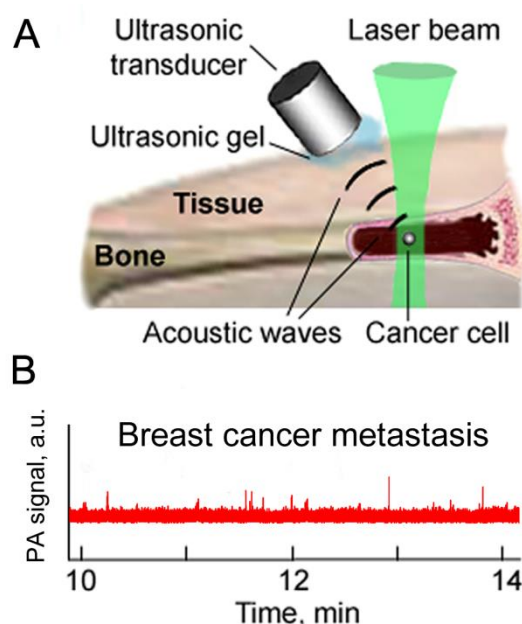 A
Ultrasonic
transducer
Laser beam
Ultrasonic gel
Tissue
Bone
Acoustic waves
Cancer cell
B
Breast cancer metastasis
PA signal, a.u.
10
12
14
Time, min